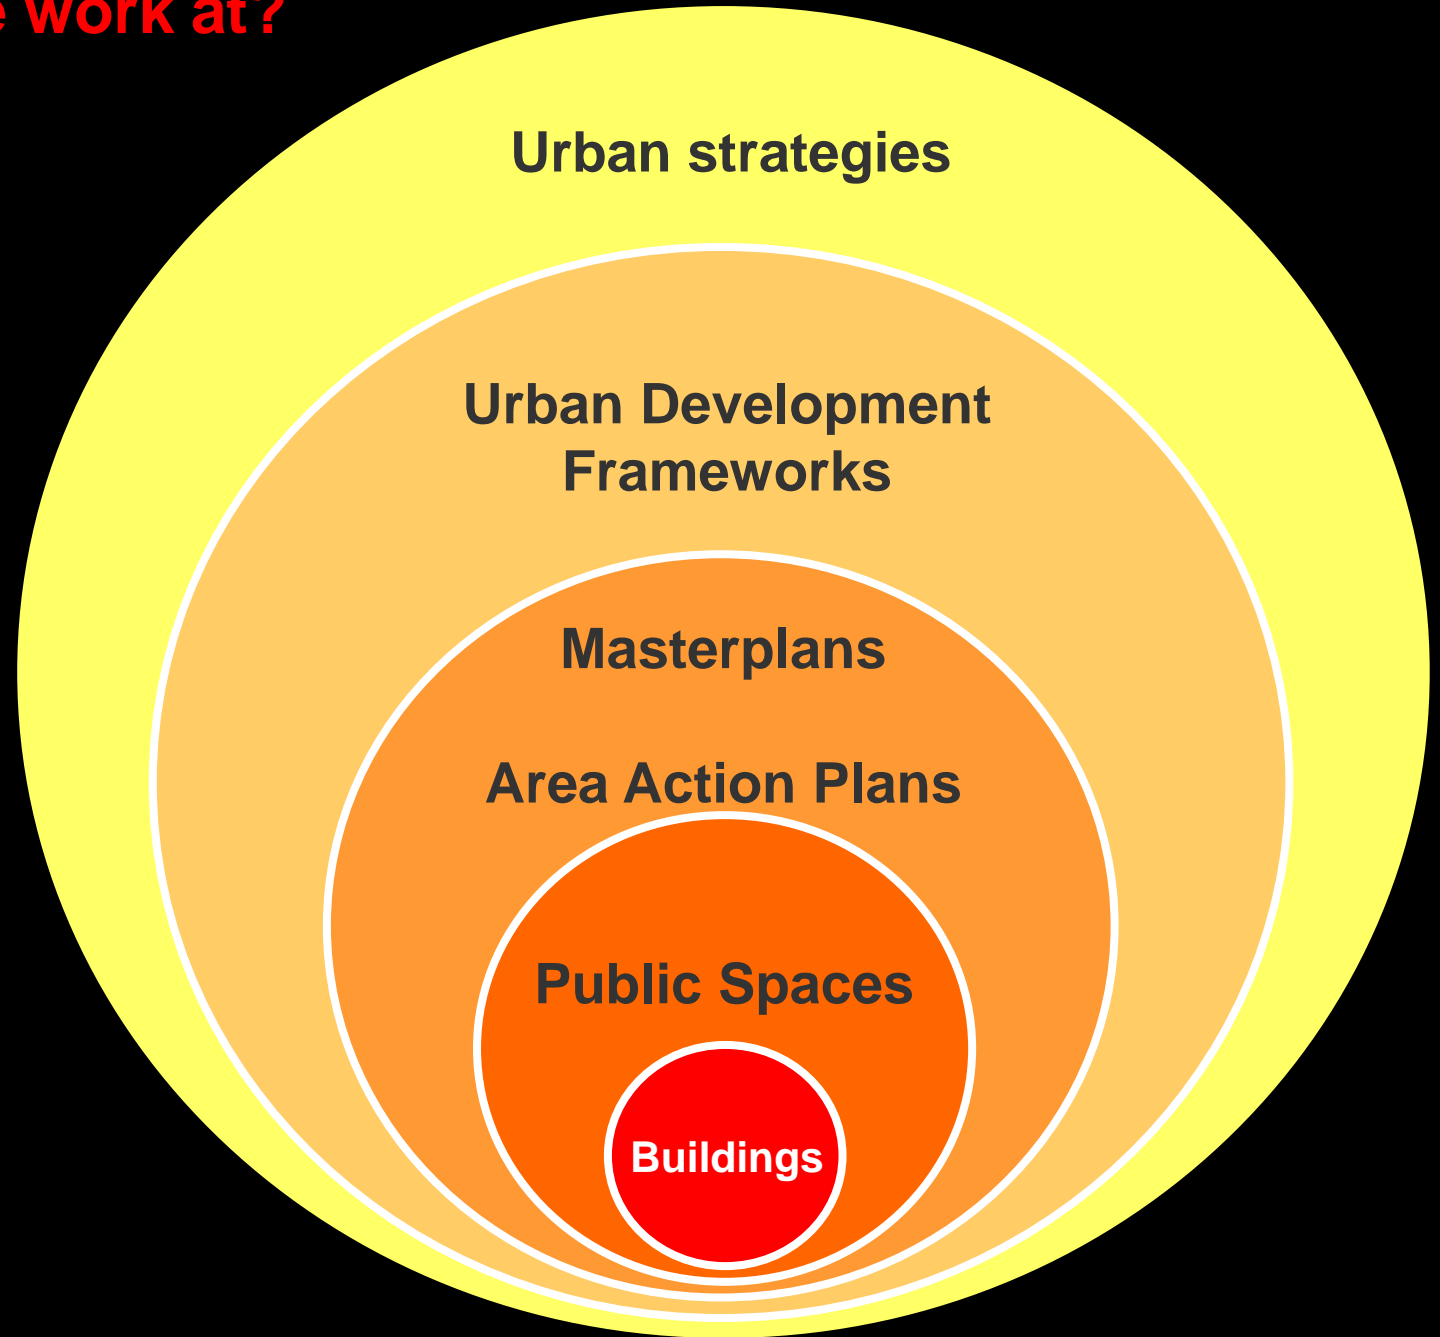 work at?
Urban strategies
Urban Development
Frameworks
Masterplans
Area Action Plans
Public Spaces
Buildings